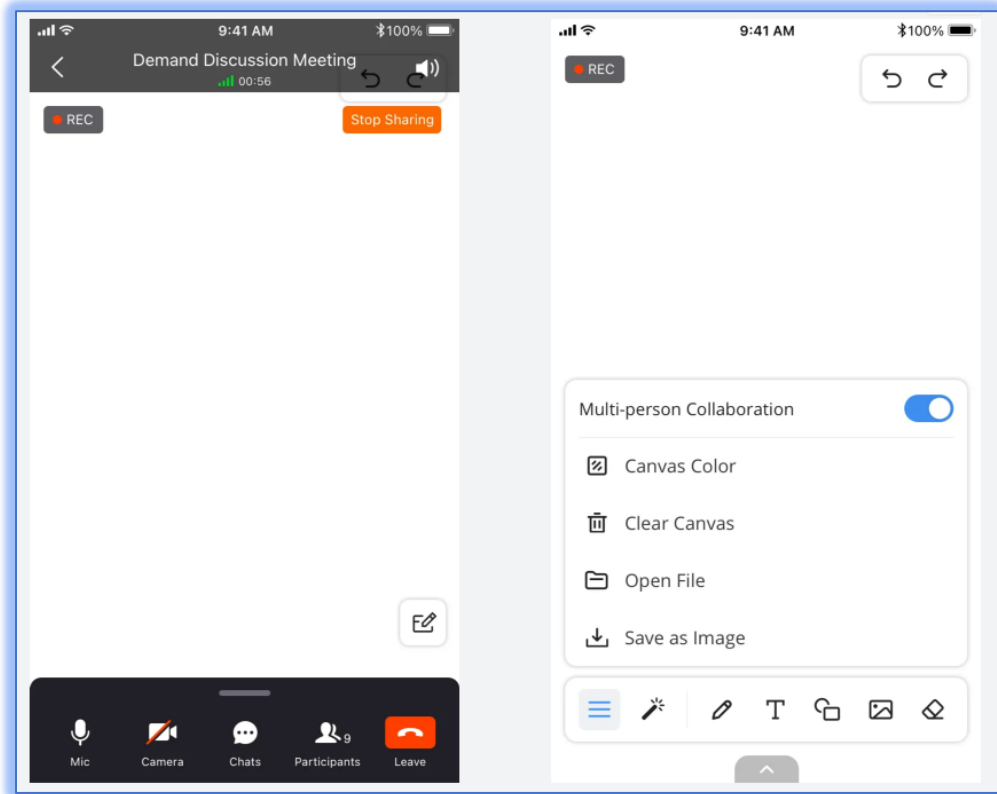 9:41 AM
100%
Demand Discussion Meeting
00:56
REC
Stop Sharing
Mic
Camera
Chats
9
Participants
Leave
9:41 AM
100%
REC
Multi-person Collaboration
Canvas Color
Clear Canvas
Open File
Save as Image
T